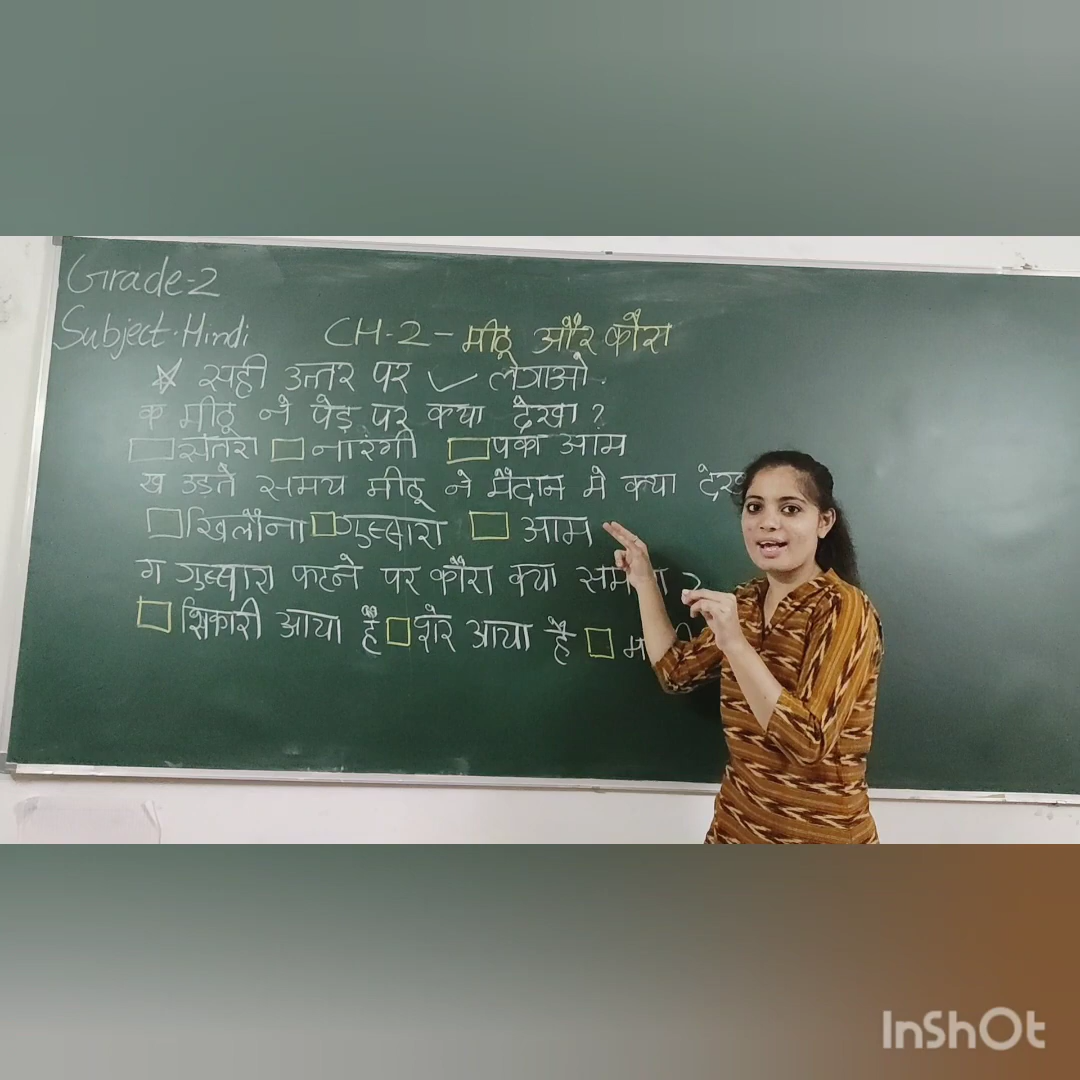 Grade-2
Subject.Hindi
CH-2- मीठू और कौरा
सही उत्तर पर ✓ लगाओ.
क मीठू ने पेड़ पर क्या देखा?
संतरा नारंगी पका आम
ख उड़ते समय मीठू ने मैदान मे क्या
खिलौना गुब्बारा आम
ग गुब्बारा फटने पर कौरा क्या ?
शिकारी आया हैं शेर आया है
InShOt